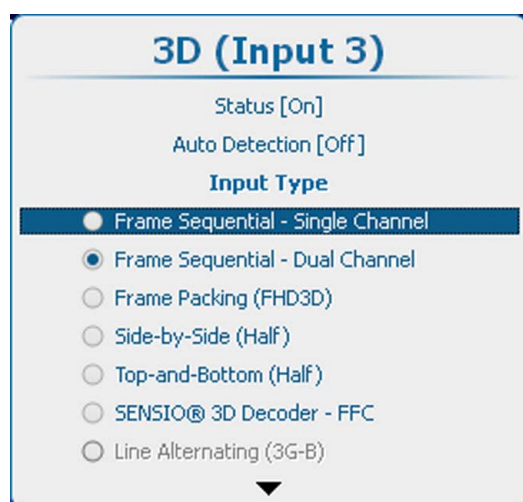 3D (Input 3)
Status [On]
Auto Detection [Off]
Input Type
Frame Sequential - Single Channel
Frame Sequential - Dual Channel
Frame Packing (FHD3D)
Side-by-Side (Half)
Top-and-Bottom (Half)
SENSIO® 3D Decoder - FFC
Line Alternating (3G-B)